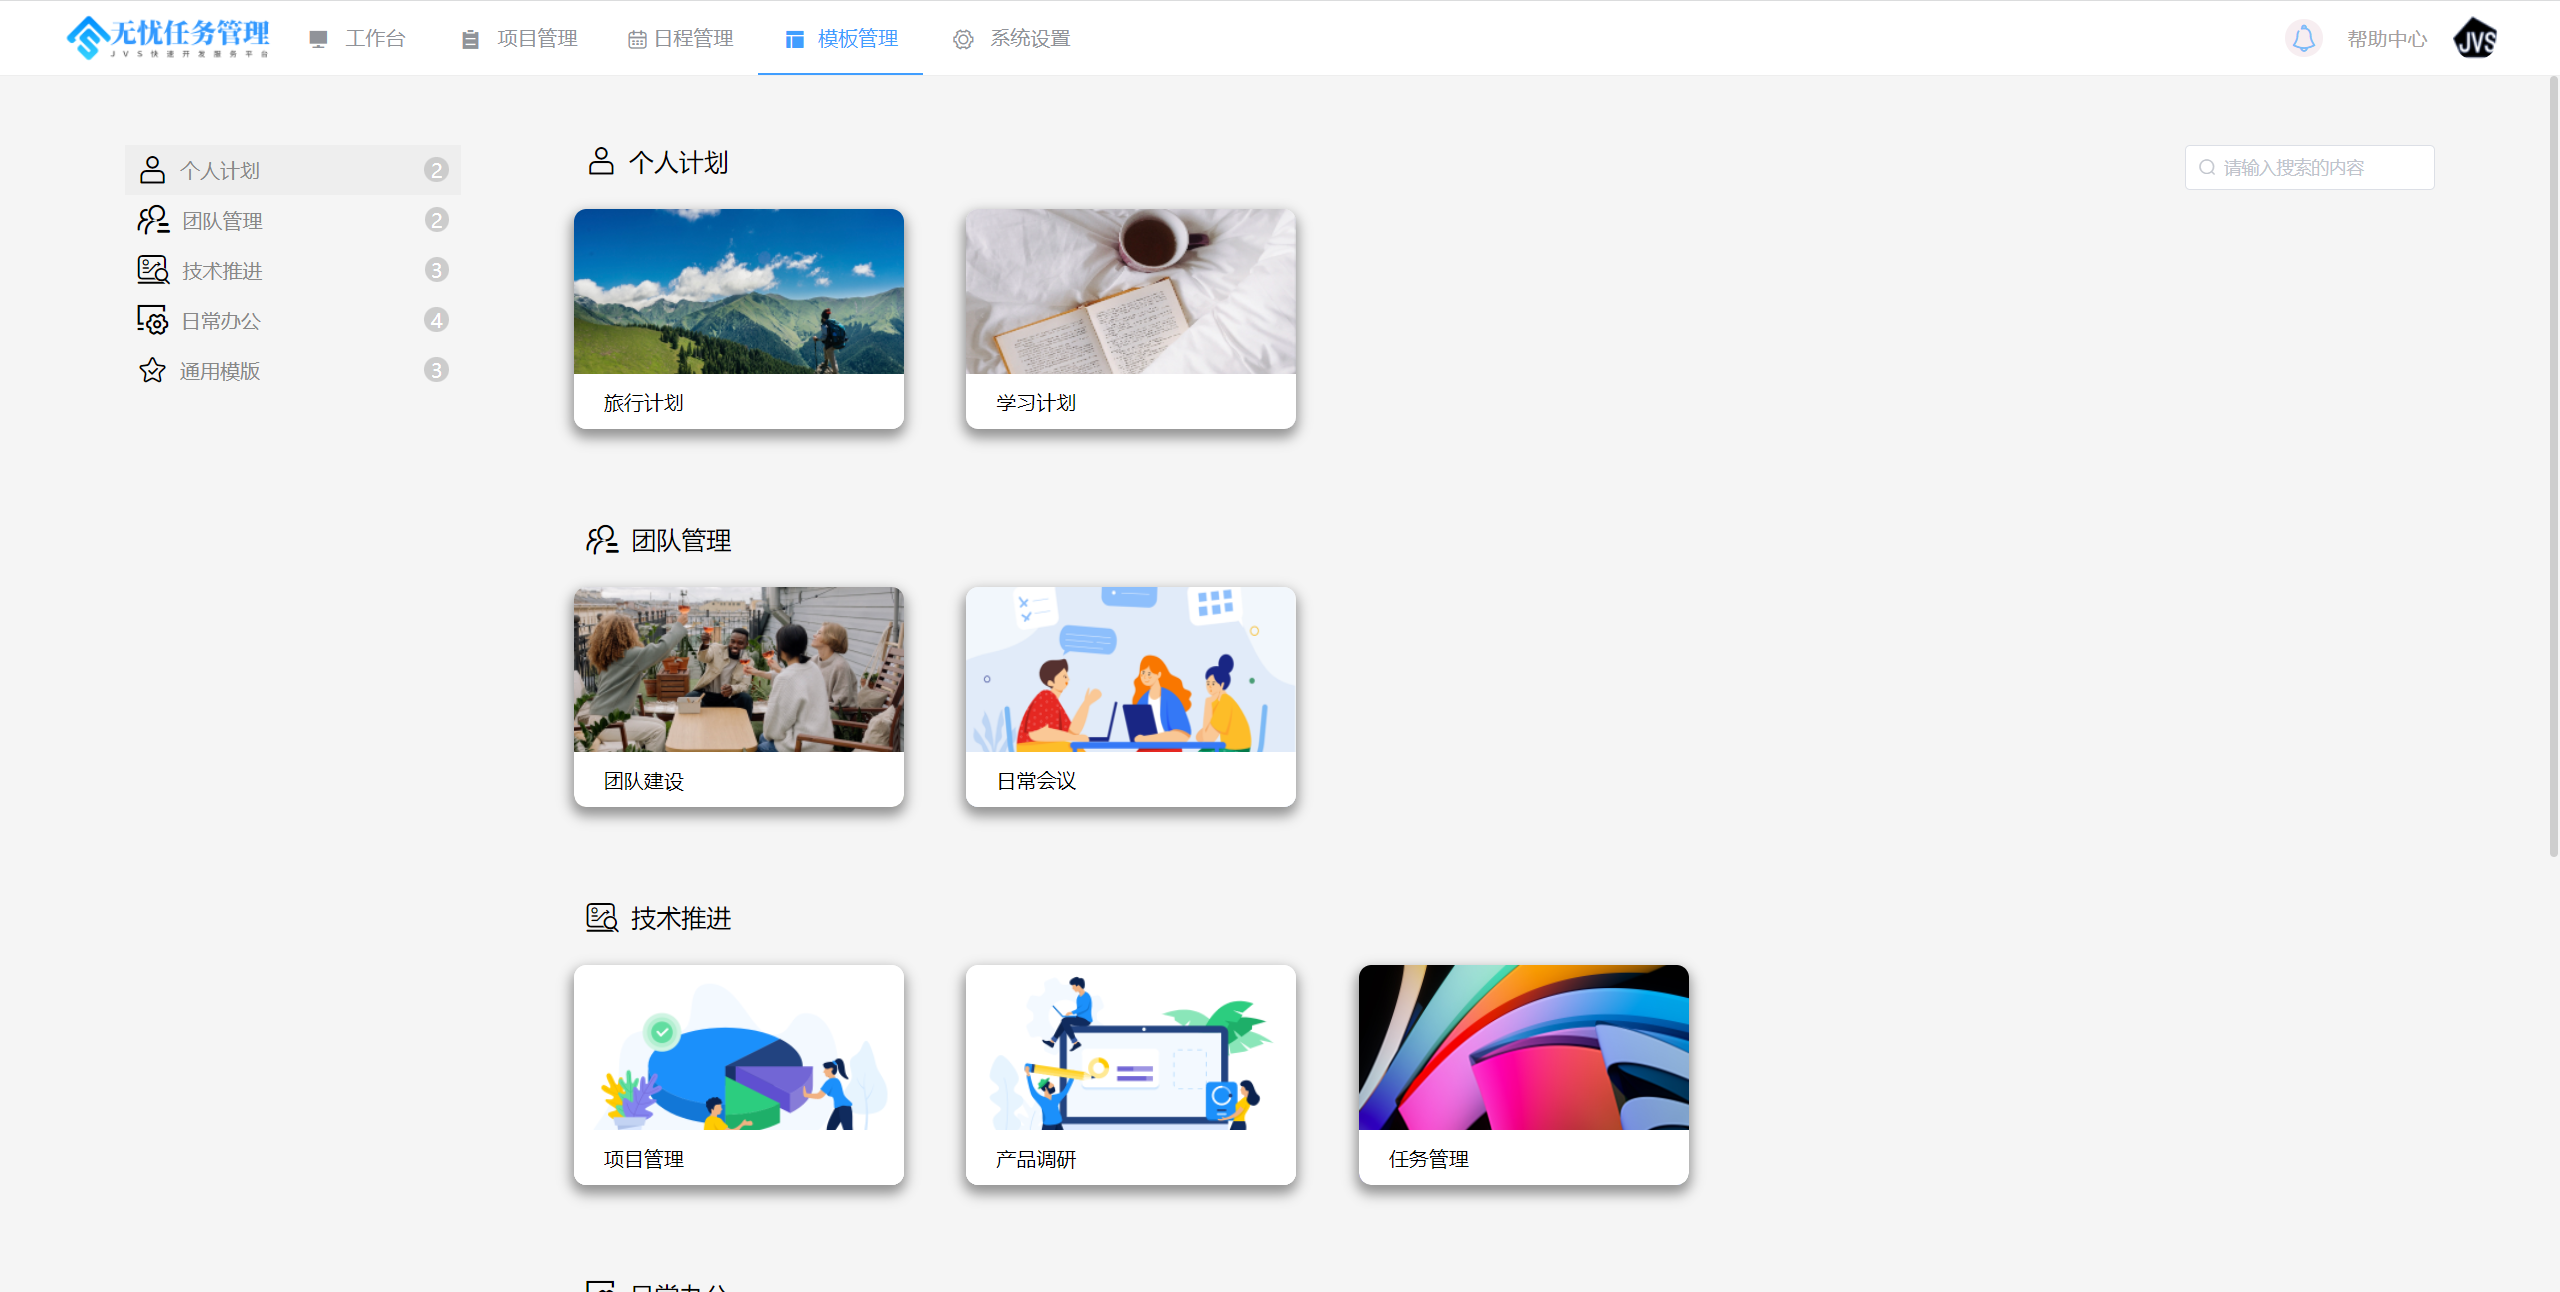 无忧任务管理
JVS快速开发服务平台
工作台
项目管理
日程管理
模板管理
系统设置
帮助中心
JVS
个人计划 2
团队管理 2
技术推进 3
日常办公 4
通用模版 3
个人计划
请输入搜索的内容
旅行计划
学习计划
团队管理
团队建设
日常会议
技术推进
项目管理
产品调研
任务管理
日常办公